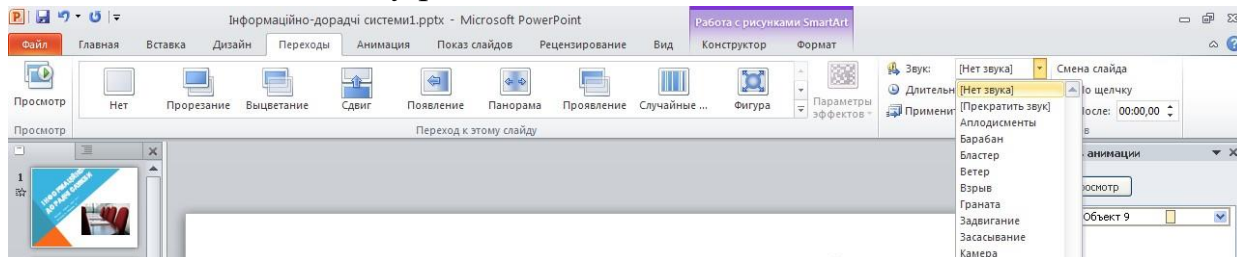 Інформаційно-дорадчі системи1.pptx - Microsoft PowerPoint
Работа с рисунками SmartArt
Файл Главная Вставка Дизайн Переходы Анимация Показ слайдов Рецензирование Вид Конструктор Формат
Просмотр
Нет Прорезание Выцветание Сдвиг Появление Панорама Проявление Случайные ... Фигура
Параметры эффектов
Звук: [Нет звука] Смена слайда
Просмотр
Переход к этому слайду
[Нет звука]
[Прекратить звук]
Аплодисменты
Барабан
Бластер
Ветер
Взрыв
Граната
Задвигание
Засасывание
Камера
По щелчку
После: 00:00,00
анимации
Объект 9
1